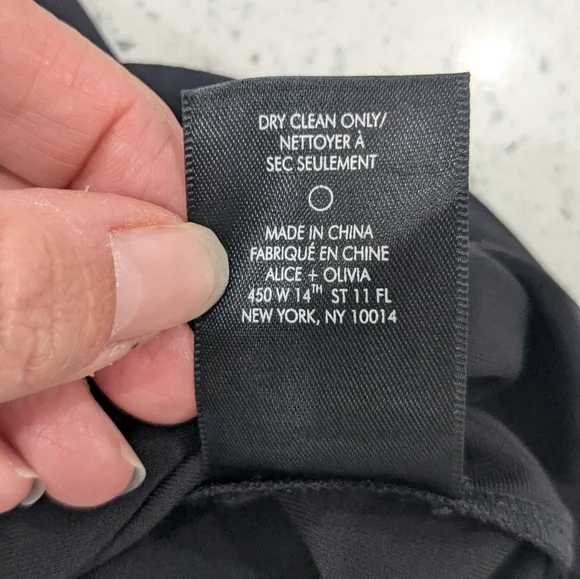 DRY CLEAN ONLY/
NETTOYER À
SEC SEULEMENT
MADE IN CHINA
FABRIQUÉ EN CHINE
ALICE + OLIVIA
450 W 14TH ST 11 FL
NEW YORK, NY 10014